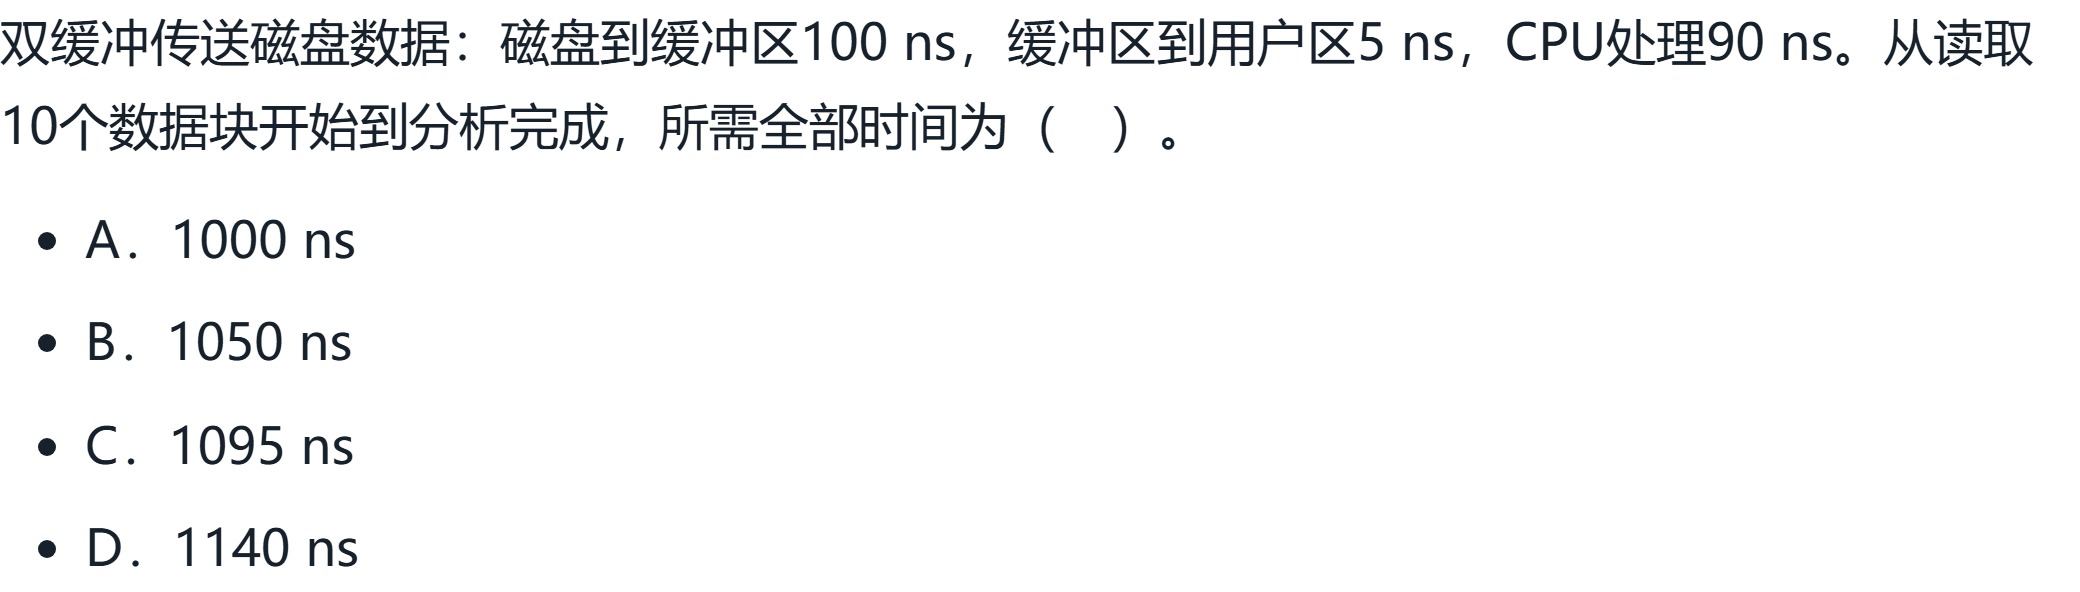 双缓冲传送磁盘数据：磁盘到缓冲区100 ns，缓冲区到用户区5 ns，CPU处理90 ns。从读取
10个数据块开始到分析完成，所需全部时间为（　）。
• A．1000 ns
• B．1050 ns
• C．1095 ns
• D．1140 ns